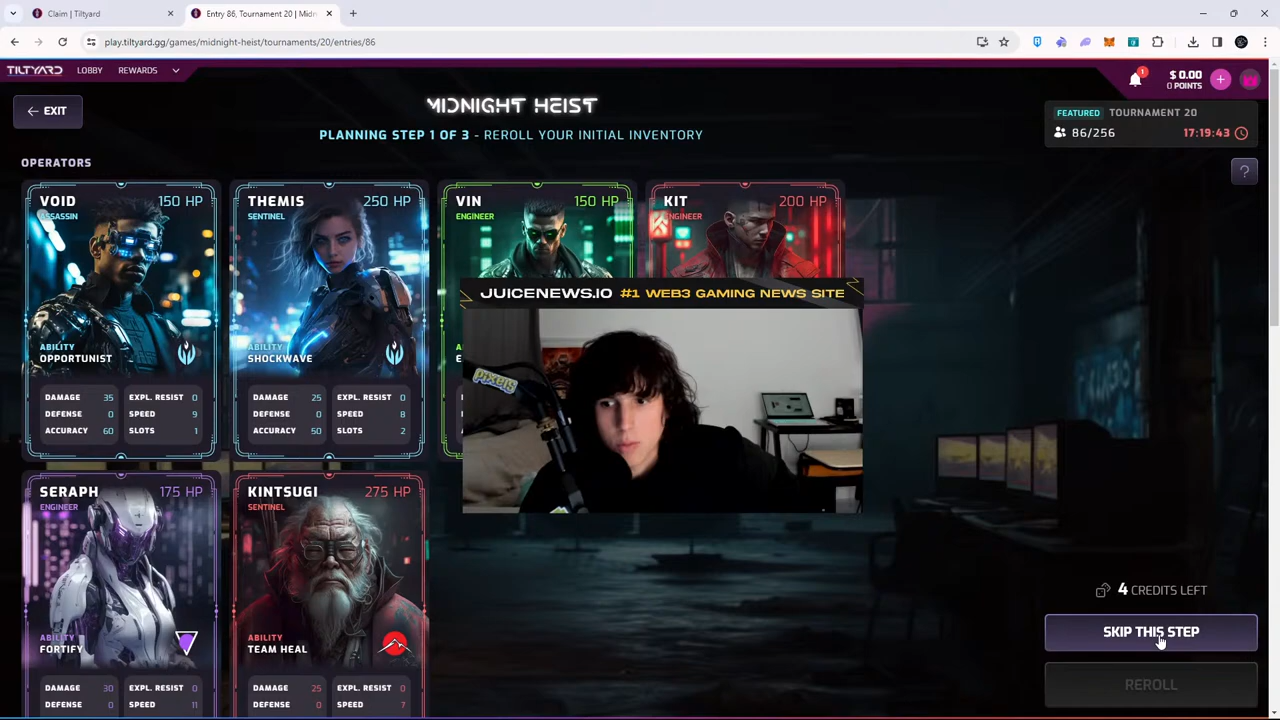 Claim | Tiltyard
Entry 86, Tournament 20 | Midn
play.tiltyard.gg/games/midnight-heist/tournaments/20/entries/86
TILTYARD
LOBBY
REWARDS
1
$ 0.00
0 POINTS
EXIT
MIDNIGHT HEIST
PLANNING STEP 1 OF 3 - REROLL YOUR INITIAL INVENTORY
FEATURED TOURNAMENT 20
86/256 17:19:43
?
OPERATORS
VOID 150 HP
ASSASSIN
ABILITY
OPPORTUNIST
DAMAGE 35 EXPL. RESIST 0
DEFENSE 0 SPEED 9
ACCURACY 60 SLOTS 1
THEMIS 250 HP
SENTINEL
ABILITY
SHOCKWAVE
DAMAGE 25 EXPL. RESIST 0
DEFENSE 0 SPEED 8
ACCURACY 50 SLOTS 2
VIN 150 HP
ENGINEER
KIT 200 HP
ENGINEER
JUICENEWS.IO #1 WEB3 GAMING NEWS SITE
pixels
SERAPH 175 HP
ENGINEER
ABILITY
FORTIFY
DAMAGE 30 EXPL. RESIST 0
DEFENSE 0 SPEED 11
KINTSUGI 275 HP
SENTINEL
ABILITY
TEAM HEAL
DAMAGE 25 EXPL. RESIST 0
DEFENSE 0 SPEED 7
4 CREDITS LEFT
SKIP THIS STEP
REROLL